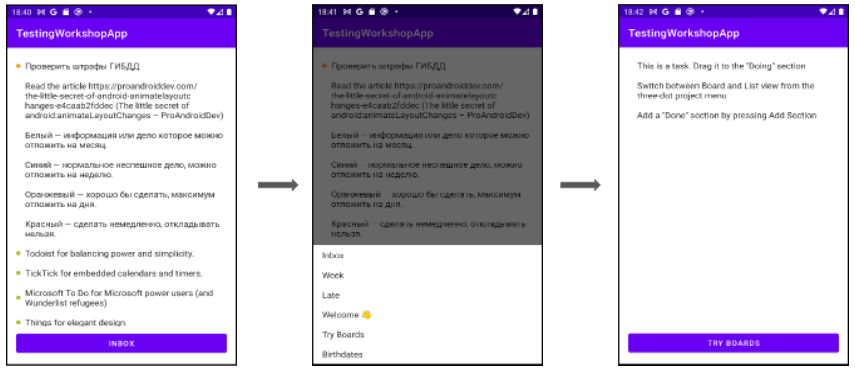 18:40
TestingWorkshopApp
Проверить штрафы ГИБДД
Read the article https://proandroiddev.com/
the-little-secret-of-android-animatelayoutc
hanges-e4caab2fddec (The little secret of
android:animateLayoutChanges – ProAndroidDev)
Белый — информация или дело которое можно
отложить на месяц.
Синий — нормальное неспешное дело, можно
отложить на неделю.
Оранжевый — хорошо бы сделать, максимум
отложить на дня.
Красный — сделать немедленно, откладывать
нельзя.
Todoist for balancing power and simplicity.
TickTick for embedded calendars and timers.
Microsoft To Do for Microsoft power users (and
Wunderlist refugees)
Things for elegant design.
INBOX
18:41
TestingWorkshopApp
Проверить штрафы ГИБДД
Read the article https://proandroiddev.com/
the-little-secret-of-android-animatelayoutc
hanges-e4caab2fddec (The little secret of
android:animateLayoutChanges – ProAndroidDev)
Белый — информация или дело которое можно
отложить на месяц.
Синий — нормальное неспешное дело, можно
отложить на неделю.
Оранжевый — хорошо бы сделать, максимум
отложить на дня.
Красный — сделать немедленно, откладывать
нельзя.
Inbox
Week
Late
Welcome 👋
Try Boards
Birthdates
18:42
TestingWorkshopApp
This is a task. Drag it to the "Doing" section
Switch between Board and List view from the
three-dot project menu
Add a "Done" section by pressing Add Section
TRY BOARDS